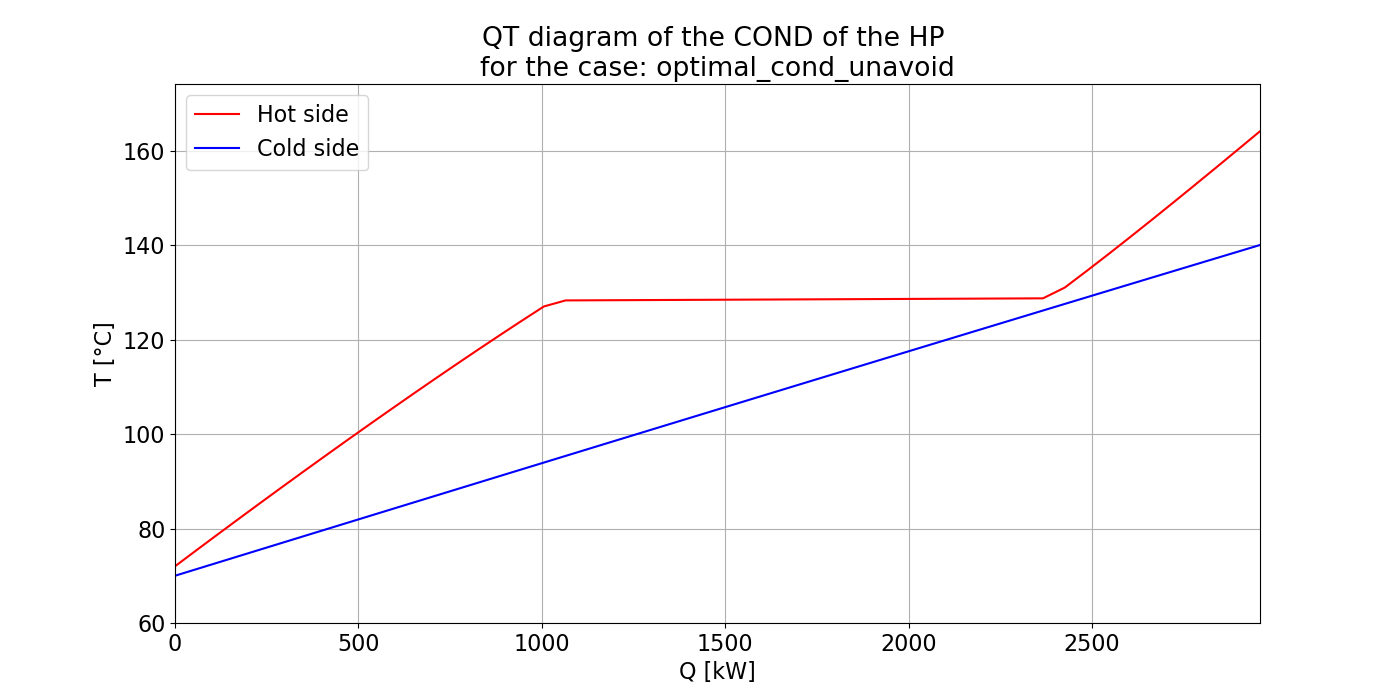 QT diagram of the COND of the HP
for the case: optimal_cond_unavoid
Hot side
Cold side
T [°C]
160
140
120
100
80
60
0 500 1000 1500 2000 2500
Q [kW]